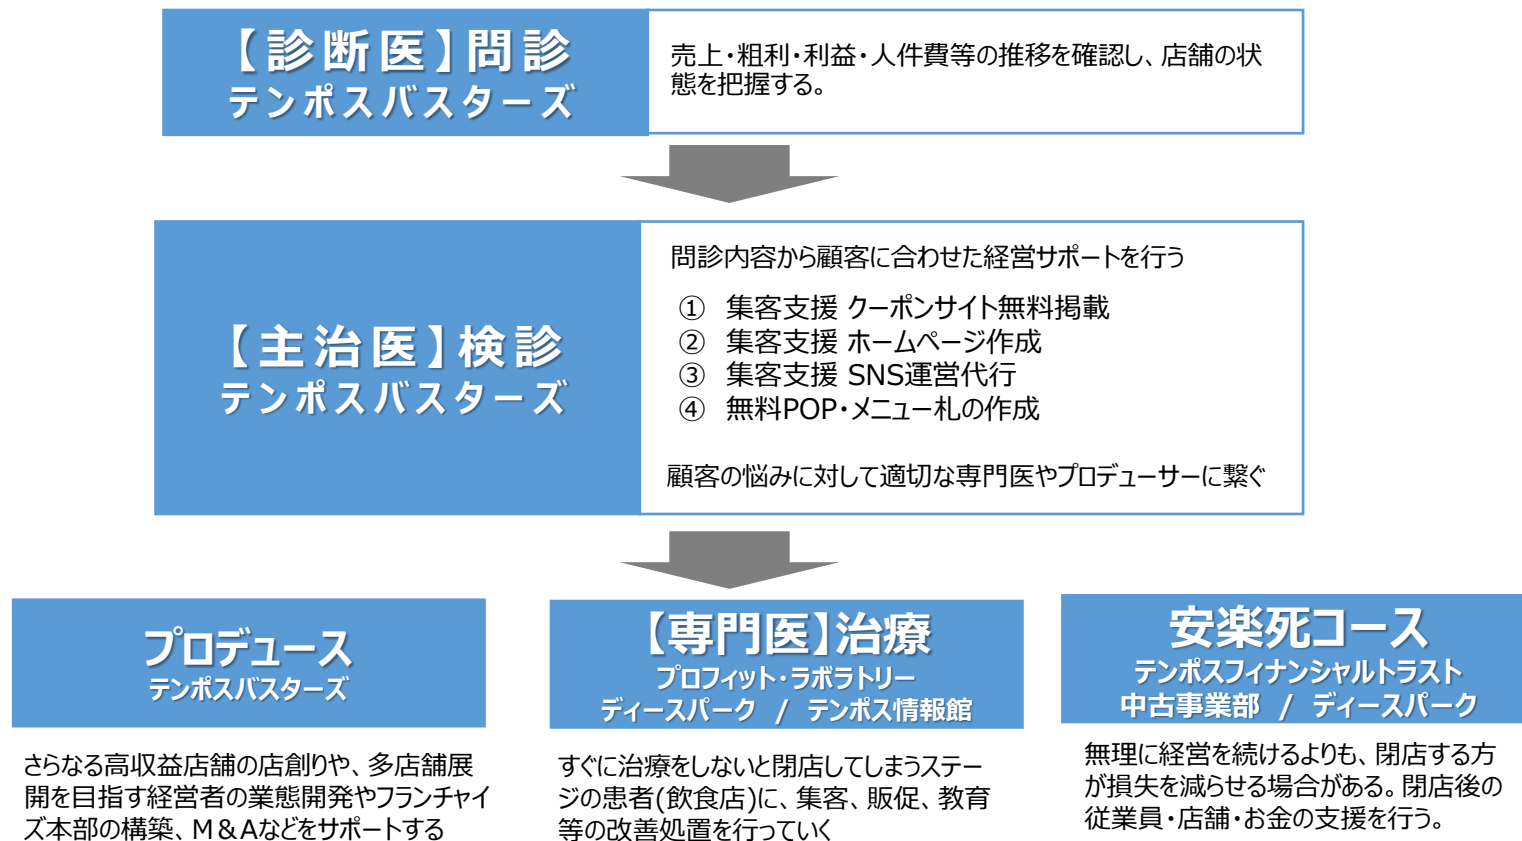 【診断医】問診
テンポスバスターズ
売上・粗利・利益・人件費等の推移を確認し、店舗の状
態を把握する。
【主治医】検診
テンポスバスターズ
問診内容から顧客に合わせた経営サポートを行う
① 集客支援 クーポンサイト無料掲載
② 集客支援 ホームページ作成
③ 集客支援 SNS運営代行
④ 無料POP・メニュー札の作成
顧客の悩みに対して適切な専門医やプロデューサーに繋ぐ
プロデュース
テンポスバスターズ
さらなる高収益店舗の店創りや、多店舗展
開を目指す経営者の業態開発やフランチャイ
ズ本部の構築、M&Aなどをサポートする
【専門医】治療
プロフィット・ラボラトリー
ディースパーク / テンポス情報館
すぐに治療をしないと閉店してしまうステー
ジの患者(飲食店)に、集客、販促、教育
等の改善処置を行っていく
安楽死コース
テンポスフィナンシャルトラスト
中古事業部 / ディースパーク
無理に経営を続けるよりも、閉店する方
が損失を減らせる場合がある。閉店後の
従業員・店舗・お金の支援を行う。